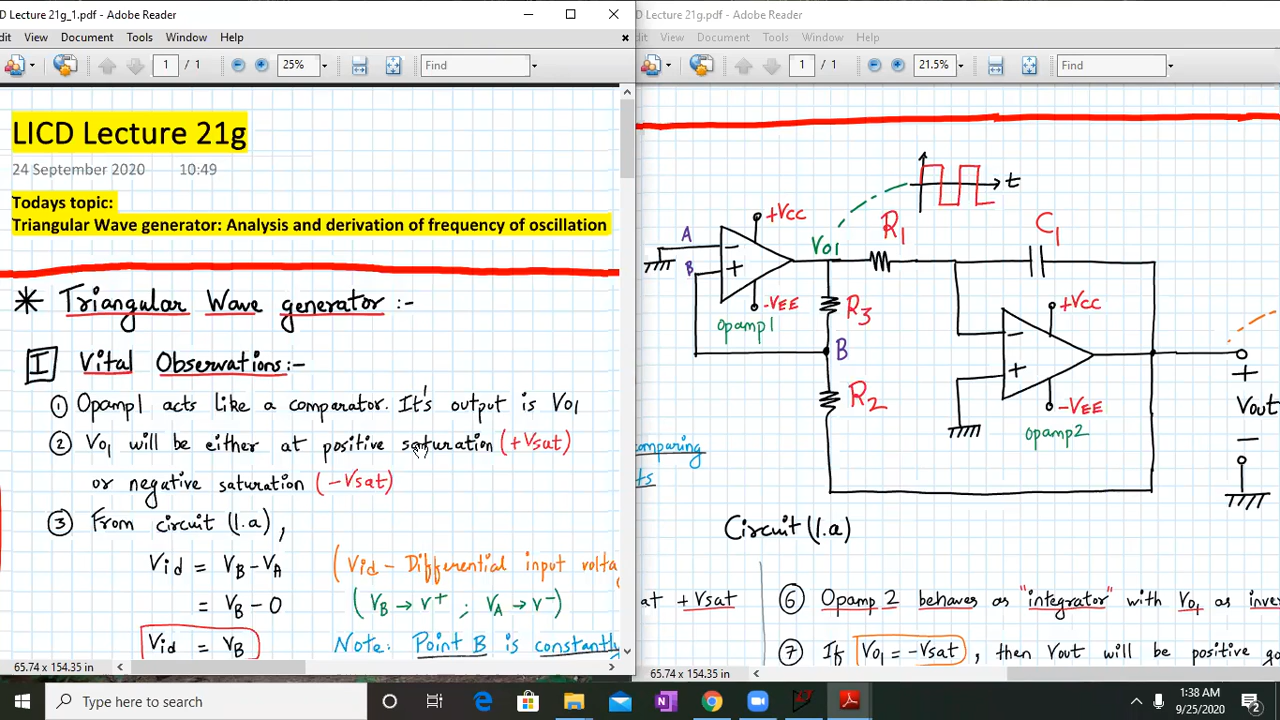 D Lecture 21g_1.pdf - Adobe Reader
dit View Document Tools Window Help
1 / 1 25% Find
LICD Lecture 21g
24 September 2020 10:49
Todays topic:
Triangular Wave generator: Analysis and derivation of frequency of oscillation
* Triangular Wave generator :-
I Vital Observations:-
① Opamp1 acts like a comparator. It's output is Vo1
② Vo1 will be either at positive saturation (+Vsat)
or negative saturation (-Vsat)
③ From circuit (1.a),
Vid = VB - VA (Vid - Differential input volta
= VB - 0 (VB → V+ ; VA → V-)
Vid = VB Note: Point B is constantly
65.74 x 154.35 in
D Lecture 21g.pdf - Adobe Reader
dit View Document Tools Window Help
1 / 1 21.5% Find
t
+Vcc R1 C1
A Vo1
B
-VEE
opamp1 R3 +Vcc
B
R2 -VEE
opamp2
+
Vout
-
omparing
ts
Circuit (1.a)
at +Vsat
⑥ Opamp 2 behaves as "integrator" with Vo1 as inver
⑦ If Vo1 = -Vsat, then Vout will be positive go
65.74 x 154.35 in
Type here to search
1:38 AM
9/25/2020
2